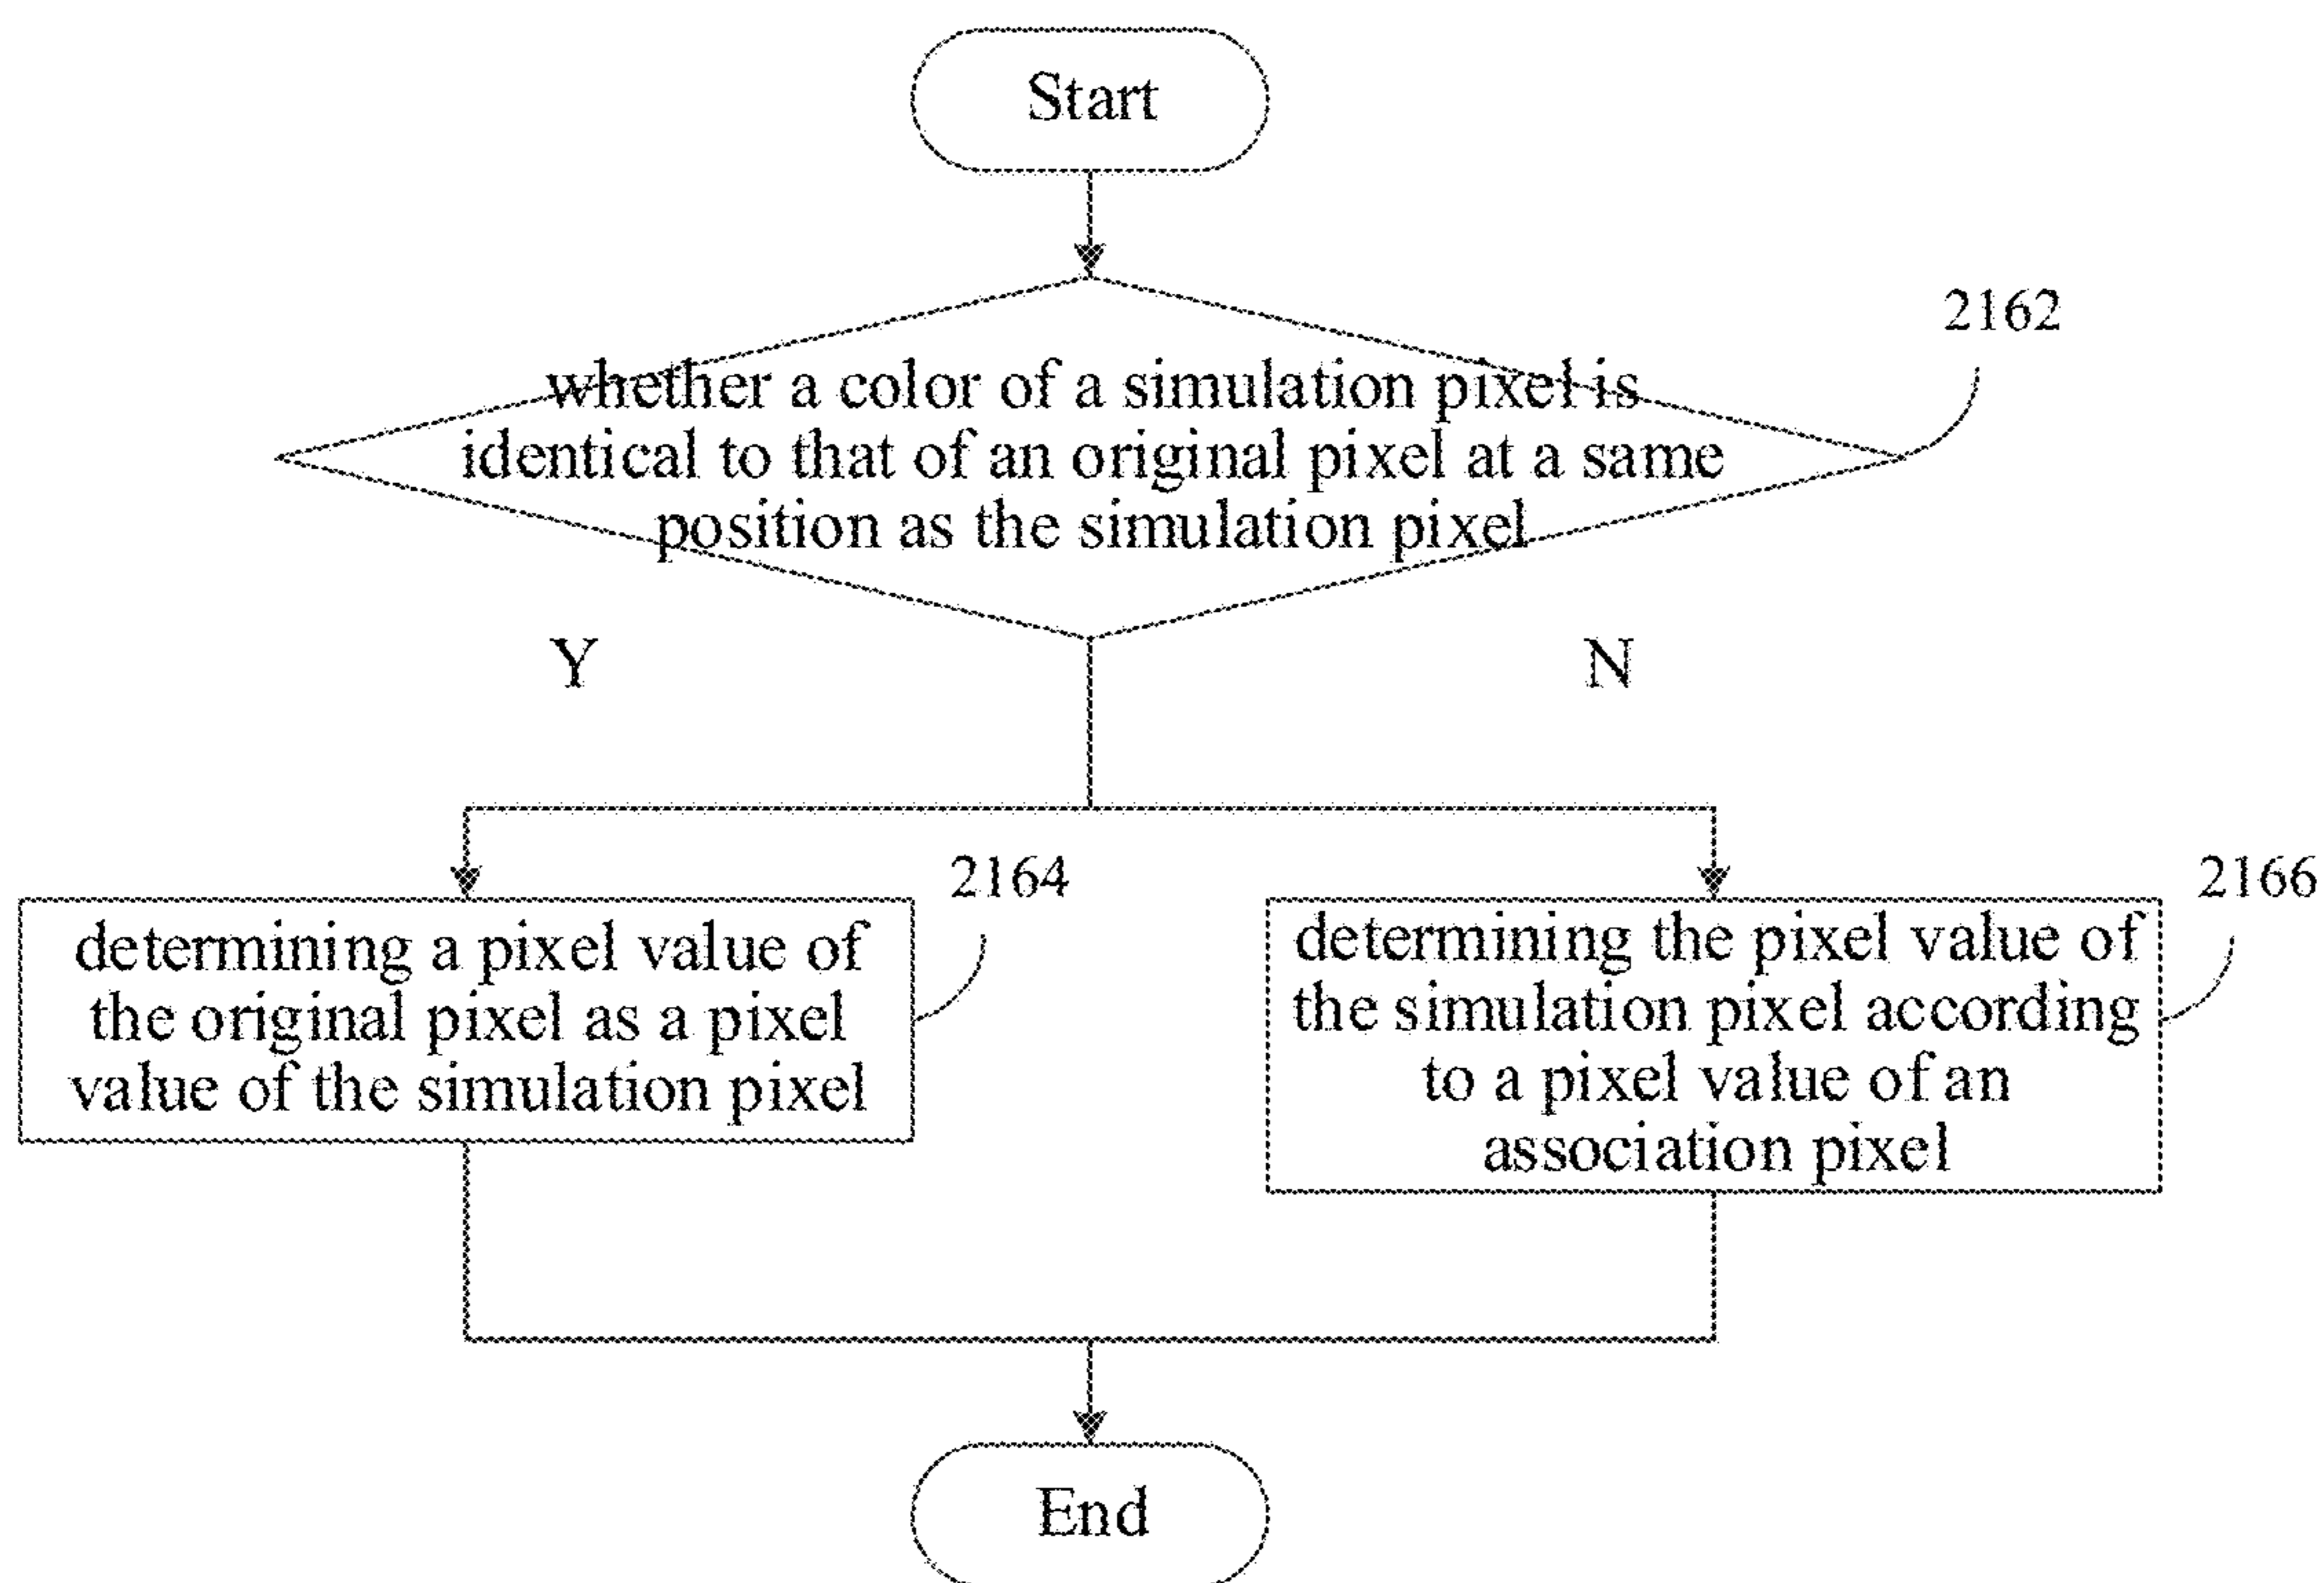 Start
2162
whether a color of a simulation pixel is
identical to that of an original pixel at a same
position as the simulation pixel
Y
N
2164
determining a pixel value of
the original pixel as a pixel
value of the simulation pixel
2166
determining the pixel value of
the simulation pixel according
to a pixel value of an
association pixel
End